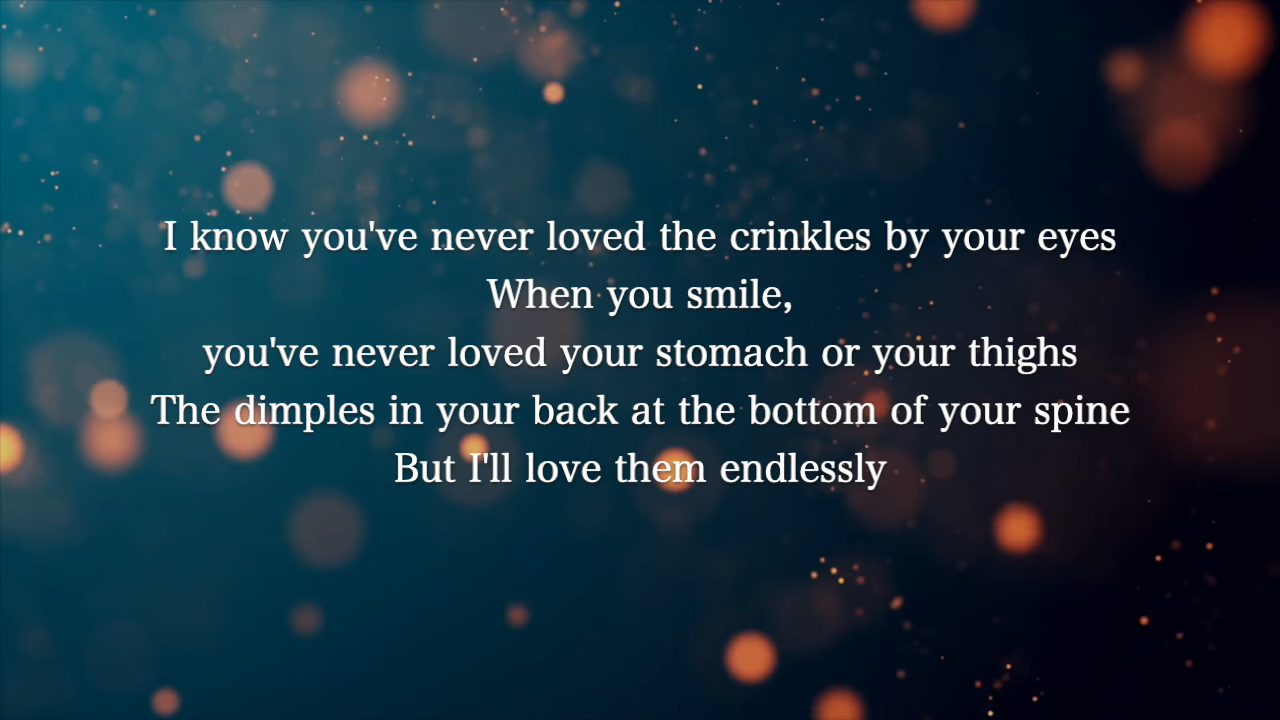 I know you've never loved the crinkles by your eyes
When you smile,
you've never loved your stomach or your thighs
The dimples in your back at the bottom of your spine
But I'll love them endlessly